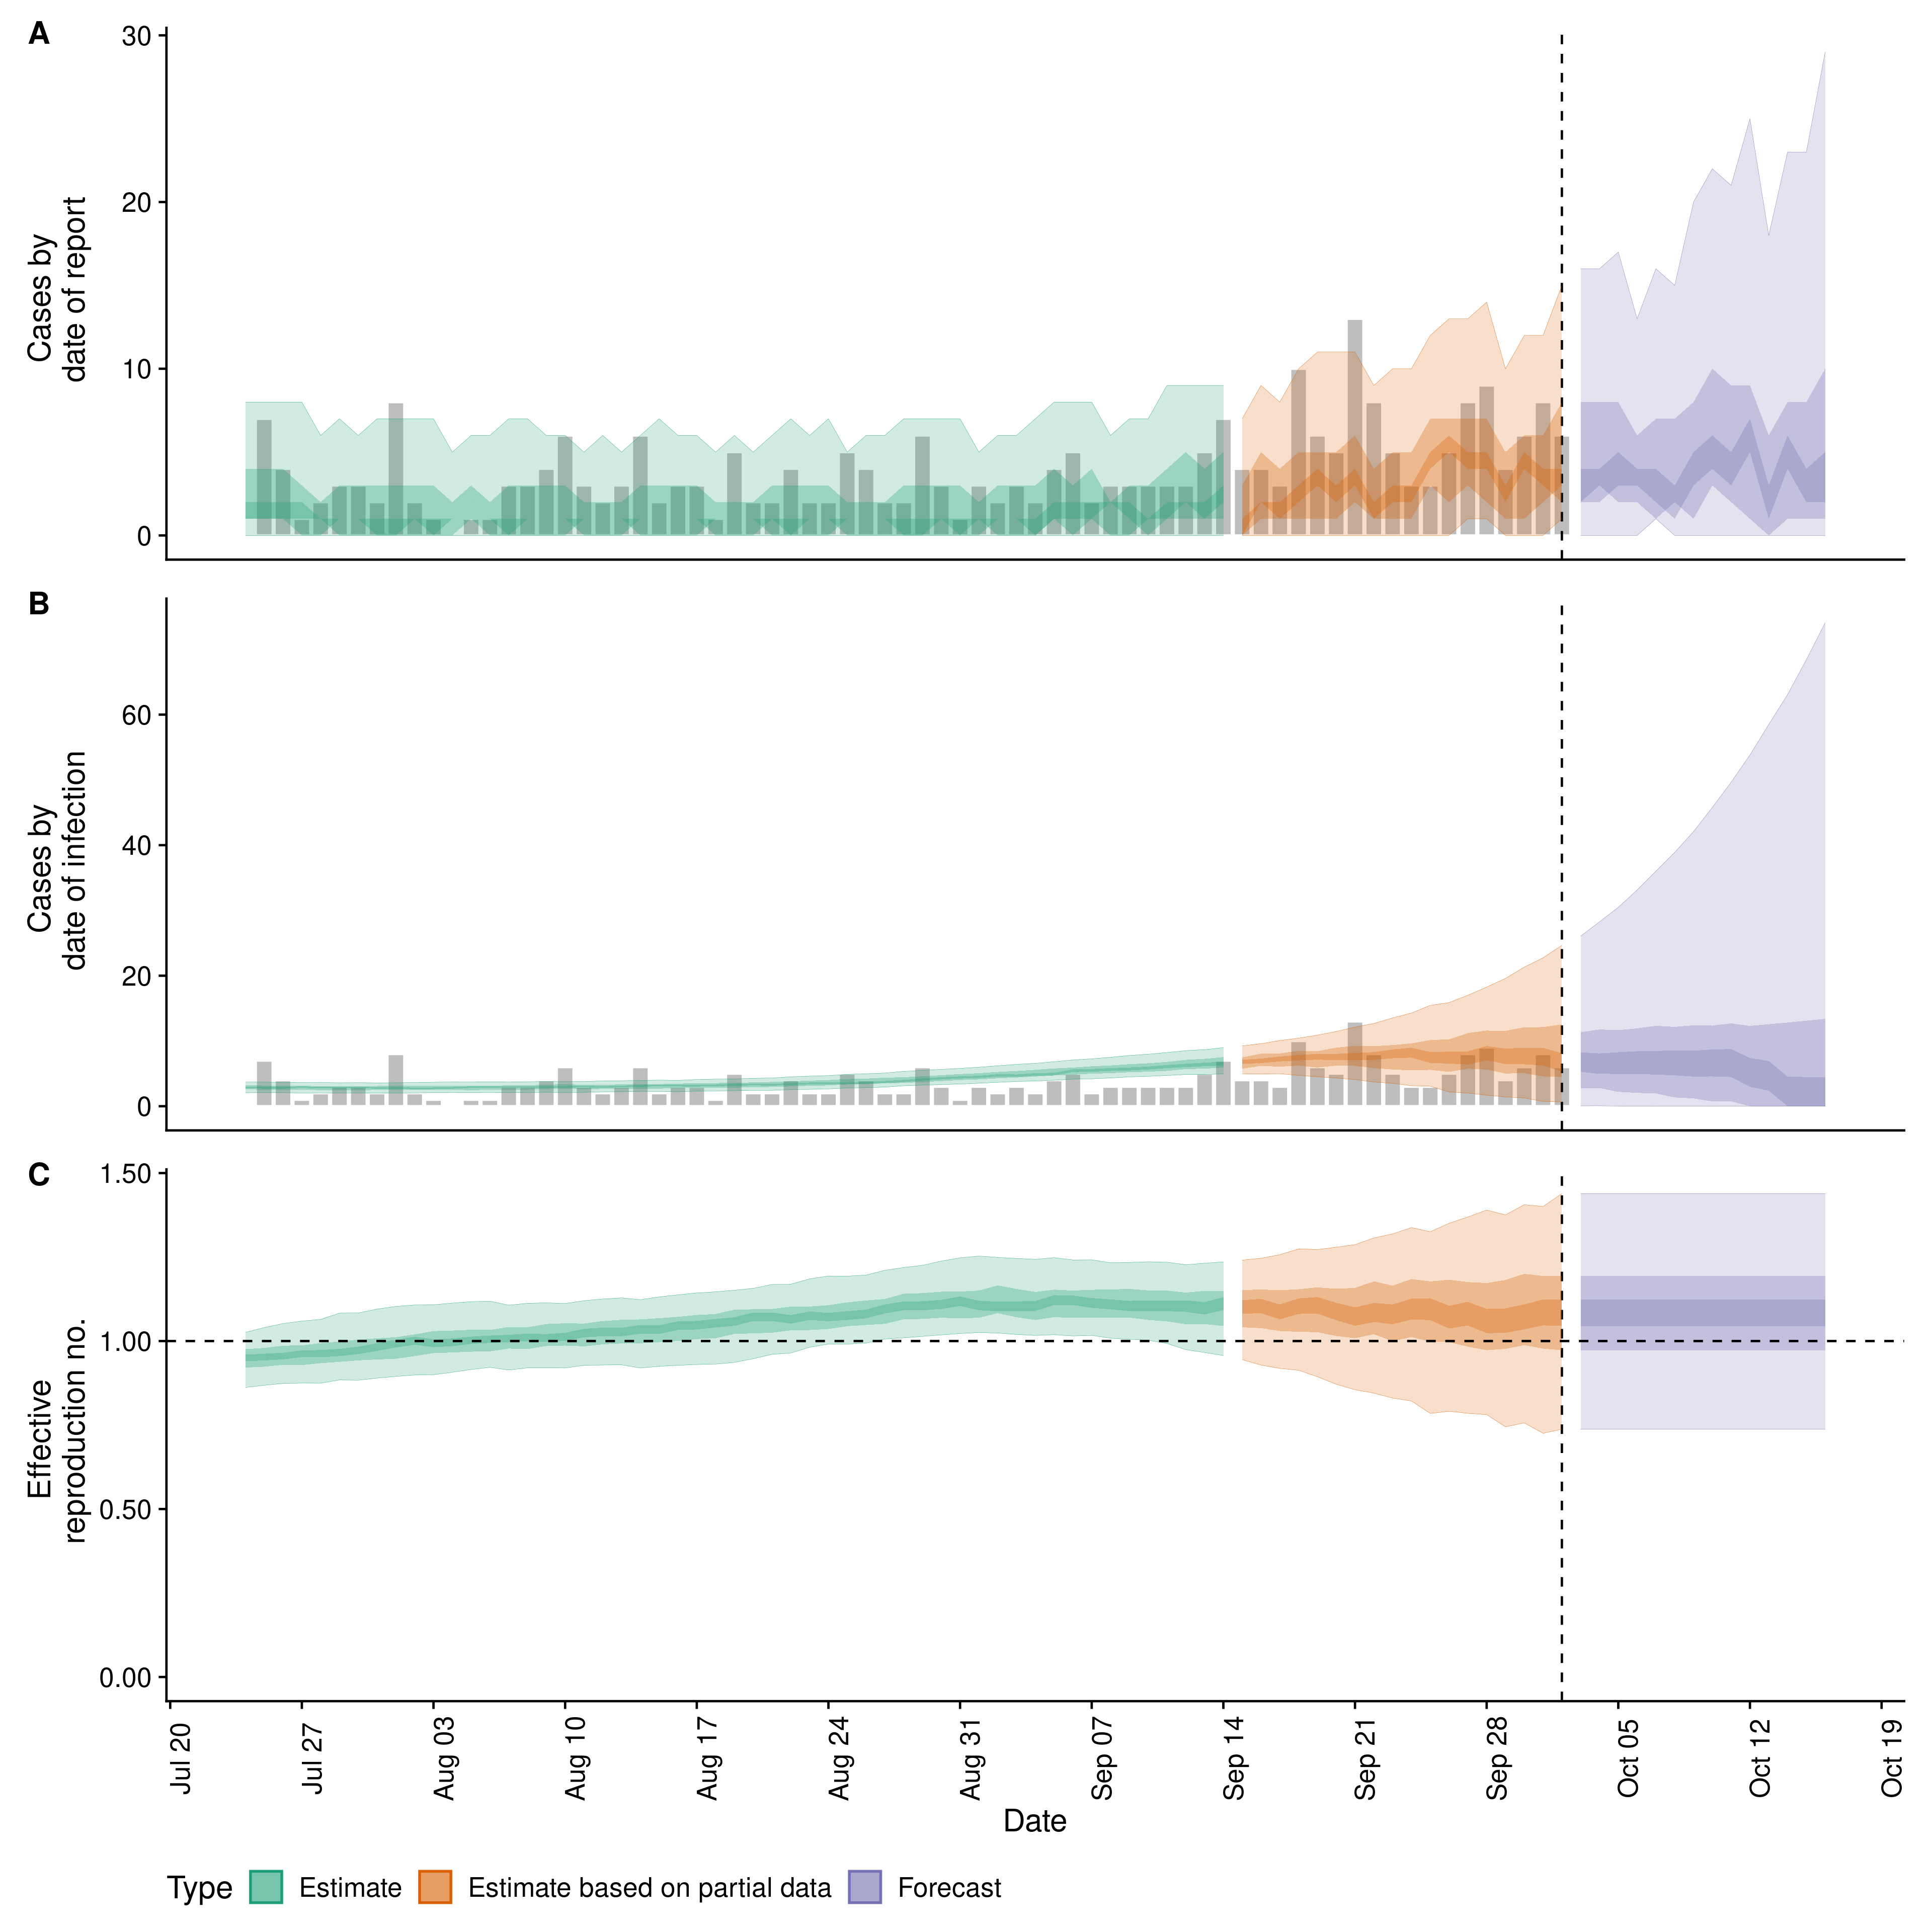 A
30
20
10
0
Cases by
date of report
B
60
40
20
0
Cases by
date of infection
C
1.50
1.00
0.50
0.00
Effective
reproduction no.
Jul 20
Jul 27
Aug 03
Aug 10
Aug 17
Aug 24
Aug 31
Sep 07
Sep 14
Sep 21
Sep 28
Oct 05
Oct 12
Oct 19
Date
Type Estimate Estimate based on partial data Forecast